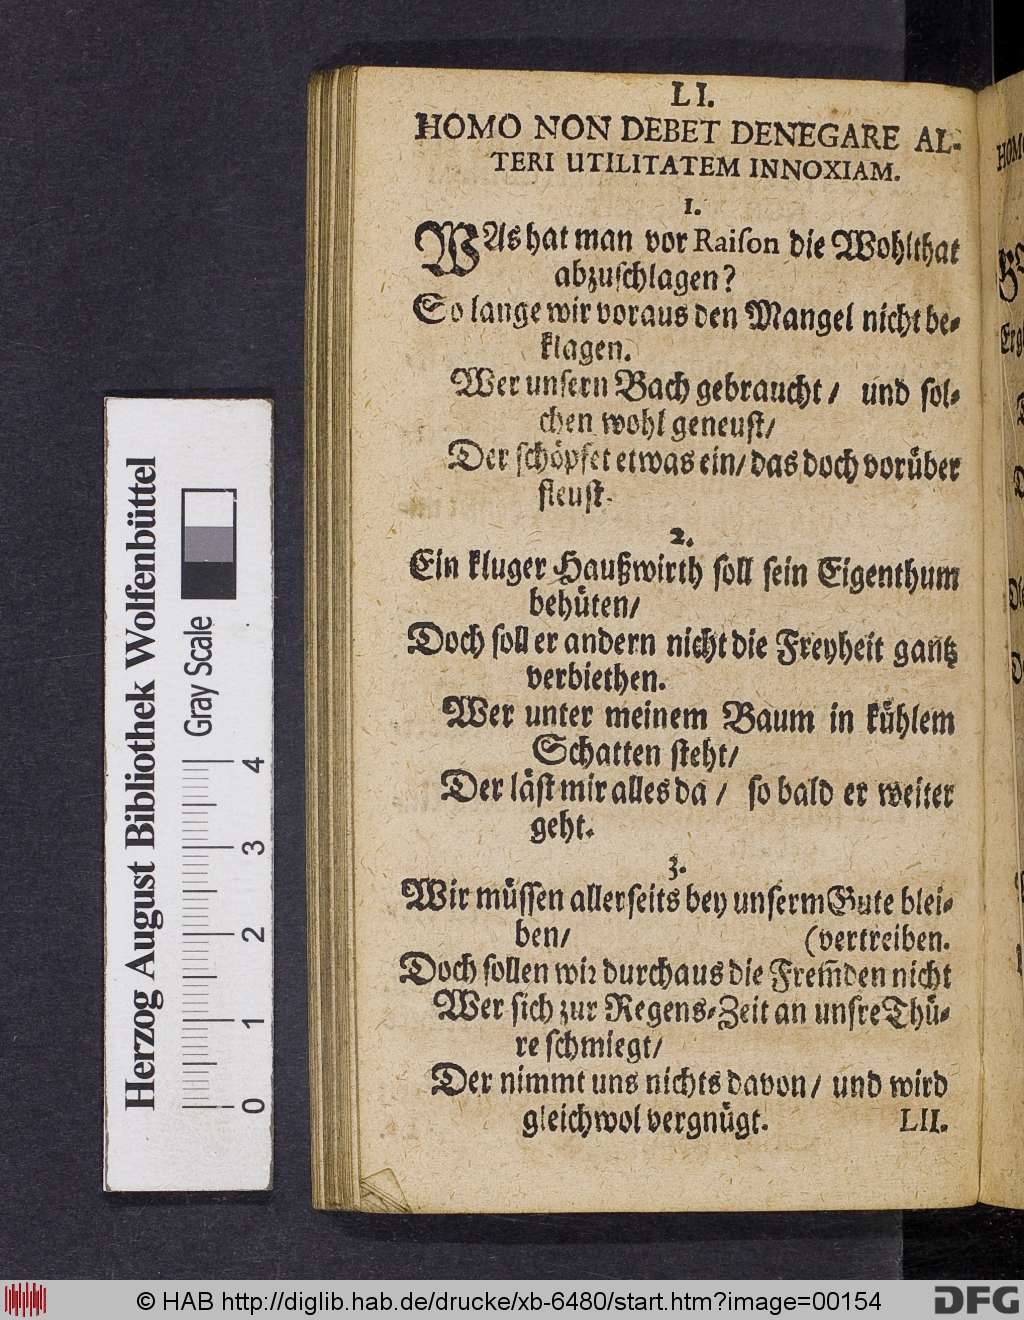 LI.
HOMO NON DEBET DENEGARE AL-
TERI UTILITATEM INNOXIAM.
1.
WAs hat man vor Raiſon die Wohlthat
abzuſchlagen?
So lange wir voraus den Mangel nicht be-
klagen.
Wer unſern Bach gebraucht / und ſol-
chen wohl geneuſt/
Der ſchöpfet etwas ein/ das doch vorüber
fleuſt.
2.
Ein kluger Haußwirth ſoll ſein Eigenthum
behüten/
Doch ſoll er andern nicht die Freyheit gantz
verbiethen.
Wer unter meinem Baum in kühlem
Schatten ſteht/
Der läſt mir alles da / ſo bald er weiter
geht.
3.
Wir müſſen allerſeits bey unſerm Gute blei-
ben/ (vertreiben.
Doch ſollen wir durchaus die Frem̃den nicht
Wer ſich zur Regens-Zeit an unſre Thü-
re ſchmiegt/
Der nimmt uns nichts davon/ und wird
gleichwol vergnügt. LII.
Herzog August Bibliothek Wolfenbüttel
Gray Scale
0 1 2 3 4
© HAB http://diglib.hab.de/drucke/xb-6480/start.htm?image=00154
DFG